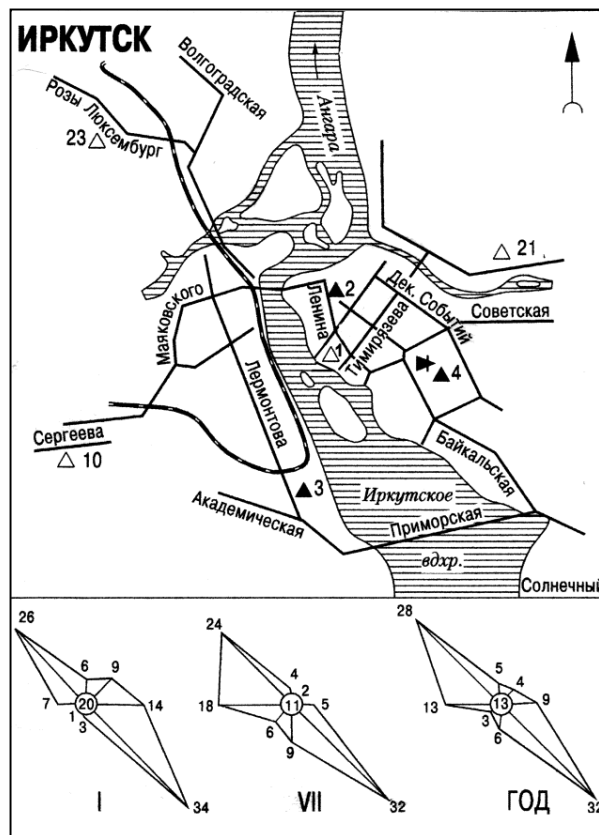 ИРКУТСК
Волгоградская
Розы Люксембург
23
Ангара
21
2
Дек. Событий
Советская
Ленина
Маяковского
Тимирязева
1
4
Лермонтова
Сергеева
10
Байкальская
3
Иркутское
Академическая
Приморская
вдхр.
Солнечный
26
6
9
7
20
14
1
3
34
I
24
4
2
18
11
5
6
9
32
VII
28
5
4
13
13
9
3
6
32
ГОД